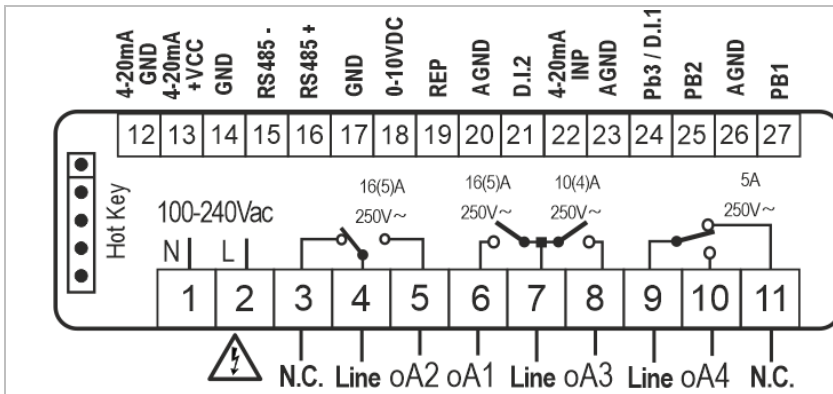 4-20mA GND
4-20mA +VCC
GND
RS485 -
RS485 +
GND
0-10VDC
REP
AGND
D.I.2
4-20mA INP
AGND
Pb3 / D.I.1
PB2
AGND
PB1
12 13 14 15 16 17 18 19 20 21 22 23 24 25 26 27
Hot Key
100-240Vac
N L
16(5)A 250V~
16(5)A 250V~
10(4)A 250V~
5A 250V~
1 2 3 4 5 6 7 8 9 10 11
N.C. Line oA2 oA1 Line oA3 Line oA4 N.C.